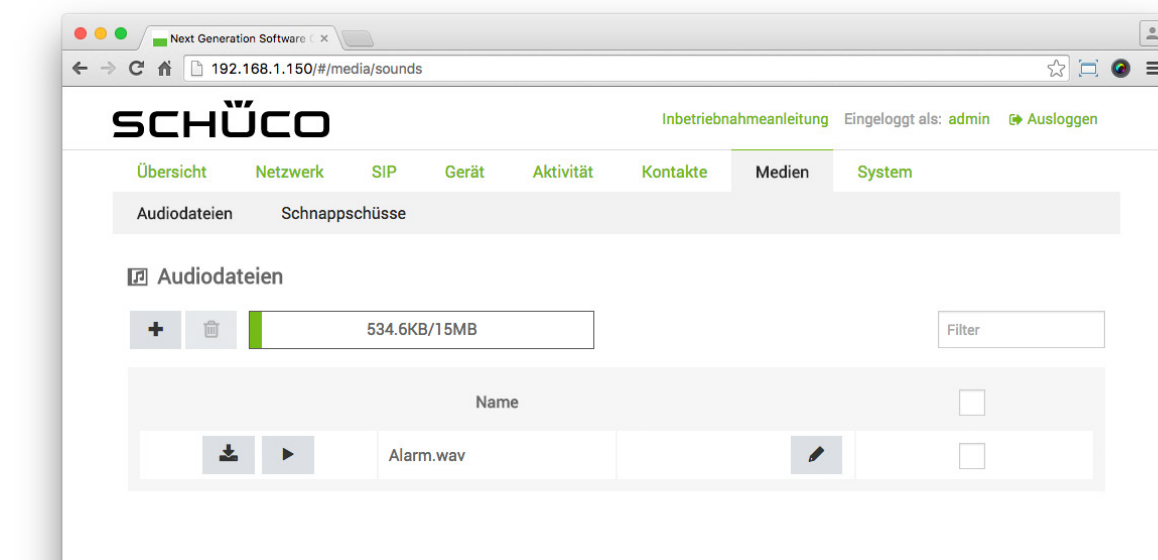 Next Generation Software
192.168.1.150/#/media/sounds
SCHÜCO
Inbetriebnahmeanleitung Eingeloggt als: admin Ausloggen
Übersicht Netzwerk SIP Gerät Aktivität Kontakte Medien System
Audiodateien Schnappschüsse
Audiodateien
534.6KB/15MB Filter
Name
Alarm.wav